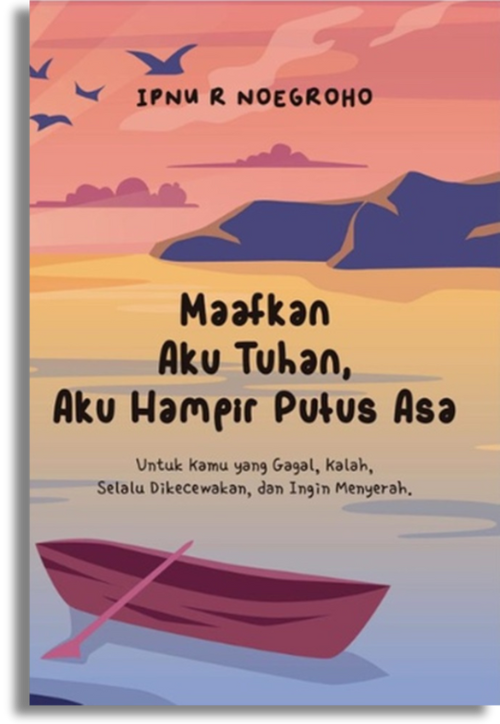 IPNU R NOEGROHO
Maafkan
Aku Tuhan,
Aku Hampir Putus Asa
Untuk Kamu yang Gagal, Kalah,
Selalu Dikecewakan, dan Ingin Menyerah.